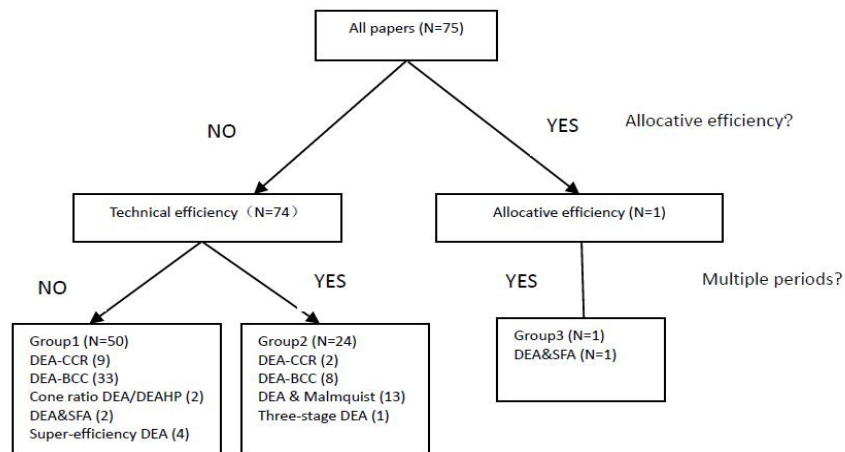 All papers (N=75)
NO
YES
Allocative efficiency?
Technical efficiency（N=74）
Allocative efficiency (N=1)
NO
YES
YES
Multiple periods?
Group1 (N=50)
DEA-CCR (9)
DEA-BCC (33)
Cone ratio DEA/DEAHP (2)
DEA&SFA (2)
Super-efficiency DEA (4)
Group2 (N=24)
DEA-CCR (2)
DEA-BCC (8)
DEA & Malmquist (13)
Three-stage DEA (1)
Group3 (N=1)
DEA&SFA (N=1)